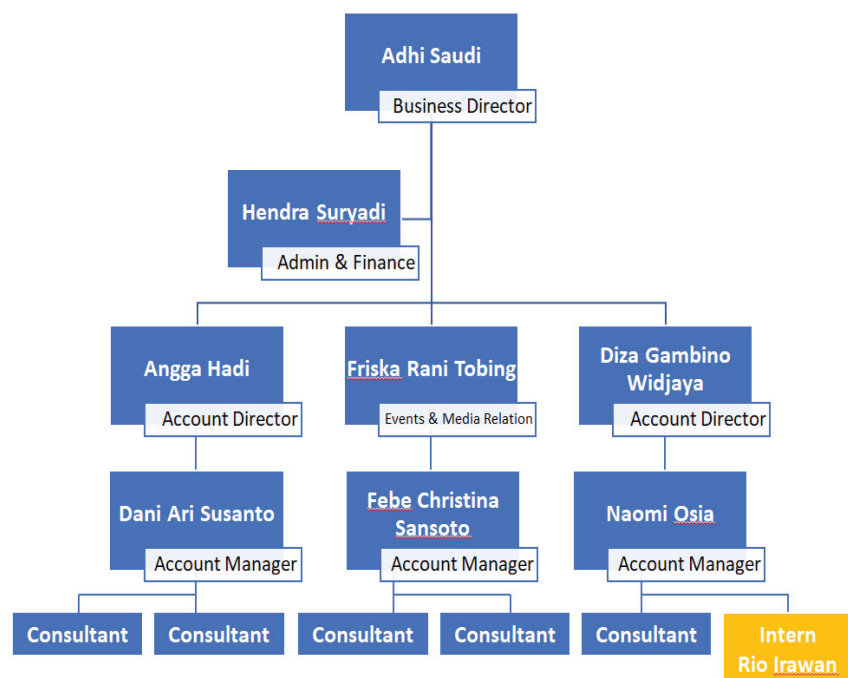 Adhi Saudi
Business Director
Hendra Suryadi
Admin & Finance
Angga Hadi
Account Director
Friska Rani Tobing
Events & Media Relation
Diza Gambino
Widjaya
Account Director
Dani Ari Susanto
Account Manager
Febe Christina
Sansoto
Account Manager
Naomi Osia
Account Manager
Consultant
Consultant
Consultant
Consultant
Consultant
Intern
Rio Irawan